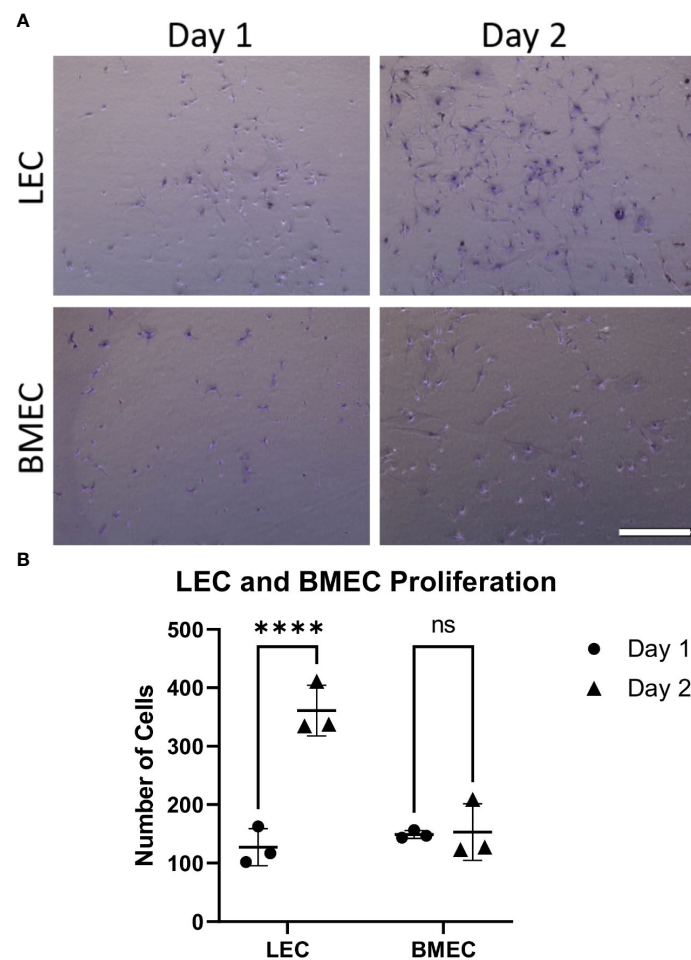 A
Day 1 Day 2
LEC
BMEC
B
LEC and BMEC Proliferation
**** ns
Day 1
Day 2
Number of Cells
500
400
300
200
100
0
LEC BMEC